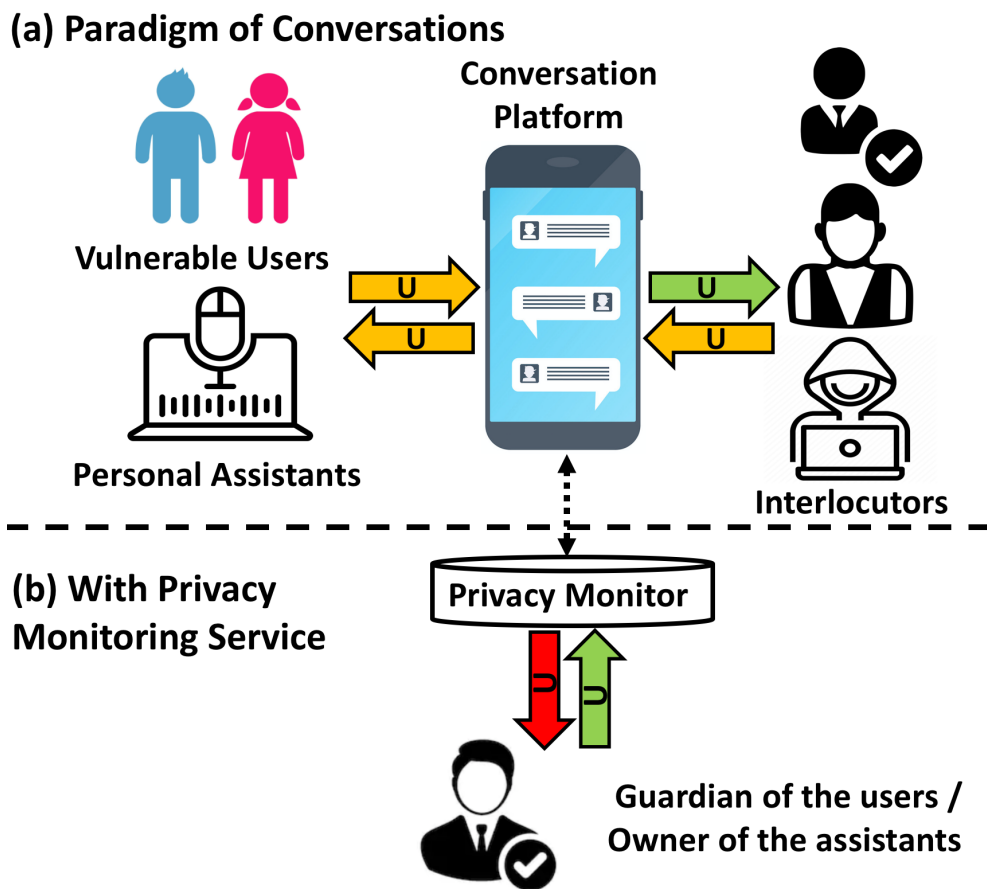 (a) Paradigm of Conversations
Conversation
Platform
Vulnerable Users
U
U
U
U
Personal Assistants
Interlocutors
(b) With Privacy
Monitoring Service
Privacy Monitor
U
U
Guardian of the users /
Owner of the assistants